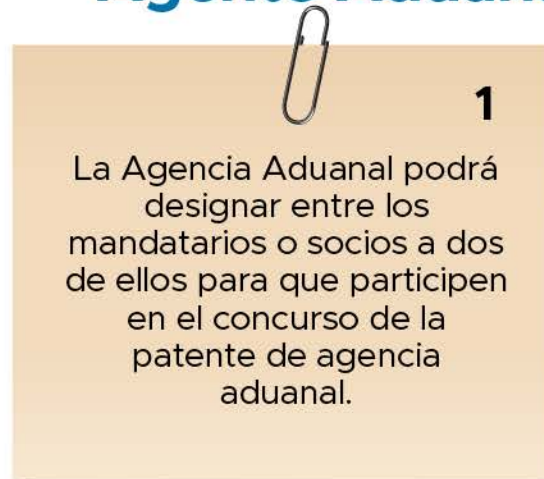 1
La Agencia Aduanal podrá
designar entre los
mandatarios o socios a dos
de ellos para que participen
en el concurso de la
patente de agencia
aduanal.